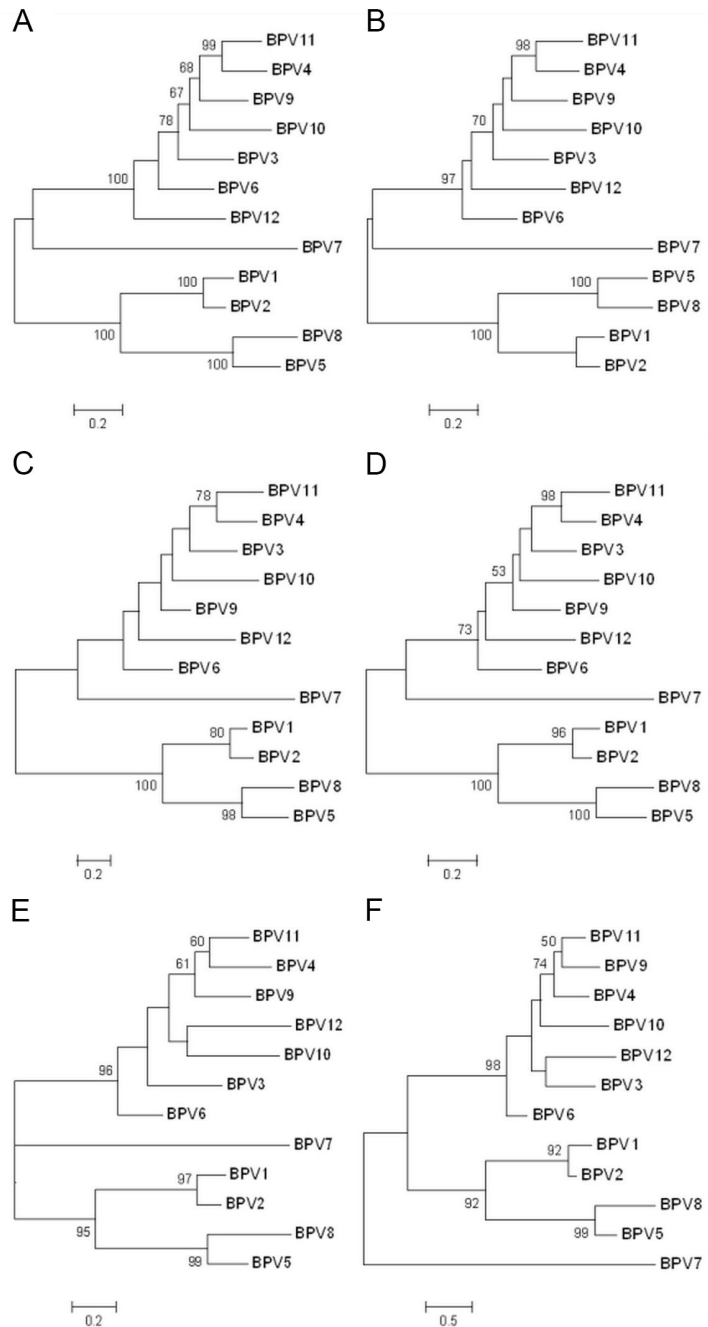 A
99 BPV11
BPV4
68
BPV9
67
BPV10
78
BPV3
100
BPV6
BPV12
BPV7
BPV1
100
BPV2
100
BPV8
100
BPV5
0.2
B
98 BPV11
BPV4
BPV9
BPV10
70
BPV3
BPV12
97
BPV6
BPV7
BPV5
100
BPV8
100
BPV1
BPV2
0.2
C
78 BPV11
BPV4
BPV3
BPV10
BPV9
BPV12
BPV6
BPV7
BPV1
80
BPV2
100
BPV8
98
BPV5
0.2
D
98 BPV11
BPV4
BPV3
53
BPV10
BPV9
73
BPV12
BPV6
BPV7
BPV1
96
BPV2
100
BPV8
100
BPV5
0.2
E
60 BPV11
61
BPV4
BPV9
BPV12
BPV10
96
BPV3
BPV6
BPV7
BPV1
97
BPV2
95
BPV8
99
BPV5
0.2
F
50 BPV11
74
BPV9
BPV4
BPV10
98
BPV12
BPV3
BPV6
BPV1
92
BPV2
92
BPV8
99
BPV5
BPV7
0.5